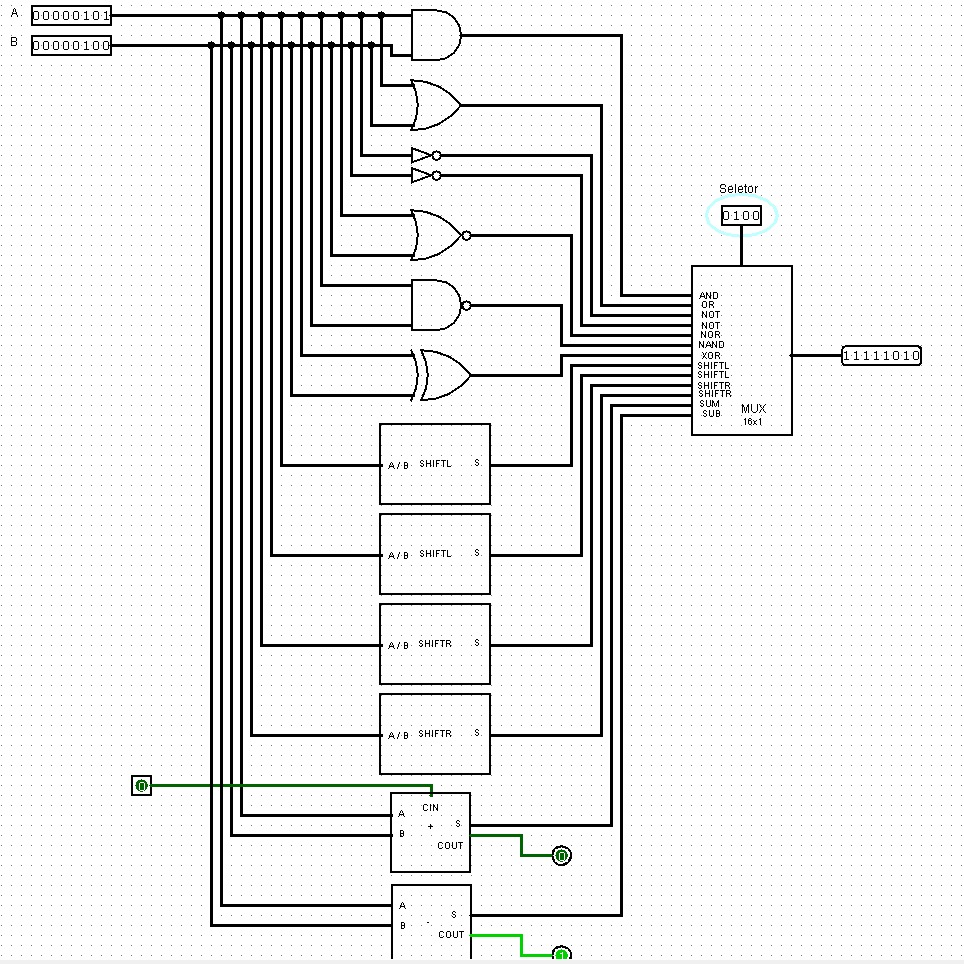 A 00000101
B 00000100
Seletor
0100
AND
OR
NOT
NOT
NOR
NAND
XOR
SHIFTL
SHIFTL
SHIFTR
SHIFTR
SUM
SUB
MUX
16x1
11111010
A/B SHIFTL S
A/B SHIFTL S
A/B SHIFTR S
A/B SHIFTR S
0
CIN
A
+
S
B
COUT
0
A
S
B
-
COUT
1